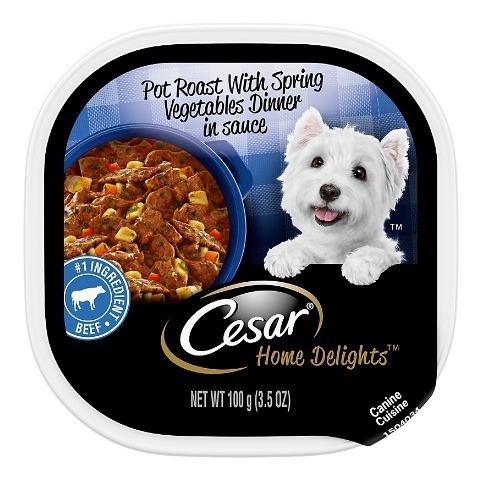 Pot Roast With Spring
Vegetables Dinner
in sauce
TM
#1 INGREDIENT
BEEF
Cesar®
Home Delights™
NET WT 100 g (3.5 OZ)
Canine
Cuisine